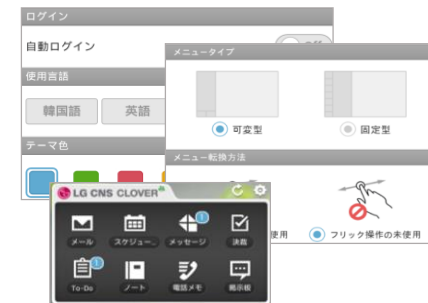 ログイン
自動ログイン
使用言語
韓国語
英語
テーマ色
メニュータイプ
可変型
固定型
メニュー転換方法
使用
フリック操作の未使用
LG CNS CLOVER
メール
スケジュー...
メッセージ
1
決裁
To-Do
1
ノート
電話メモ
掲示板